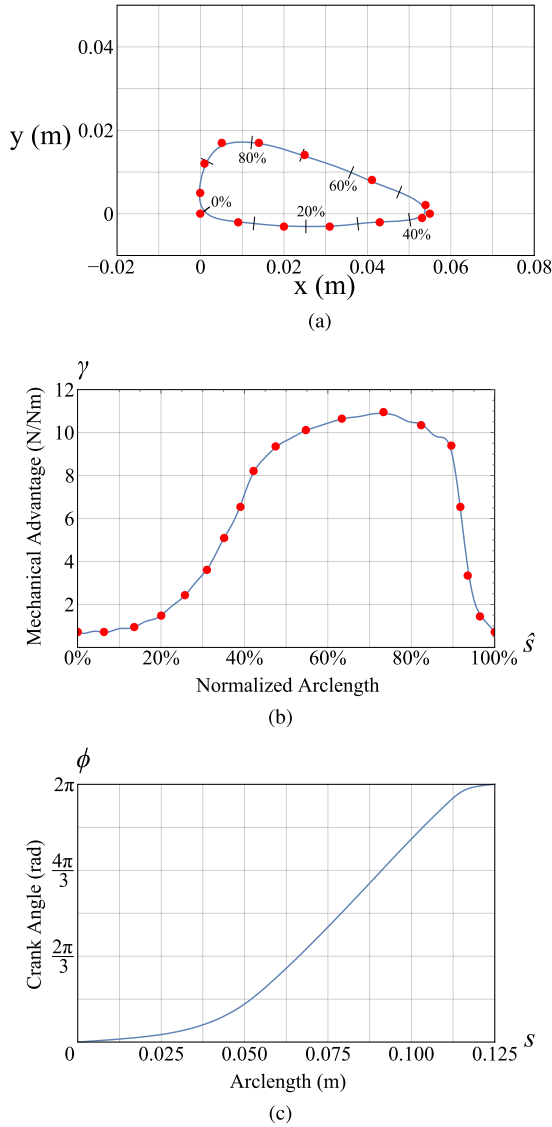 0.04
0.02
y (m)
80%
60%
0%
20%
0
40%
−0.02
0
0.02
0.04
0.06
0.08
x (m)
(a)
γ
12
10
8
6
4
2
Mechanical Advantage (N/Nm)
0%
20%
40%
60%
80%
100%
ŝ
Normalized Arclength
(b)
ϕ
2π
4π
3
2π
3
Crank Angle (rad)
0
0.025
0.050
0.075
0.100
0.125
s
Arclength (m)
(c)